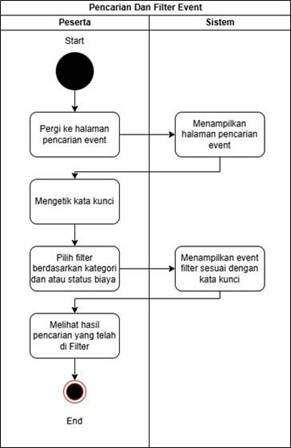 Pencarian Dan Filter Event
Peserta
Sistem
Start
Pergi ke halaman
pencarian event
Menampilkan
halaman pencarian
event
Mengetik kata kunci
Pilih filter
berdasarkan kategori
dan atau status biaya
Menampilkan event
filter sesuai dengan
kata kunci
Melihat hasil
pencarian yang telah
di Filter
End